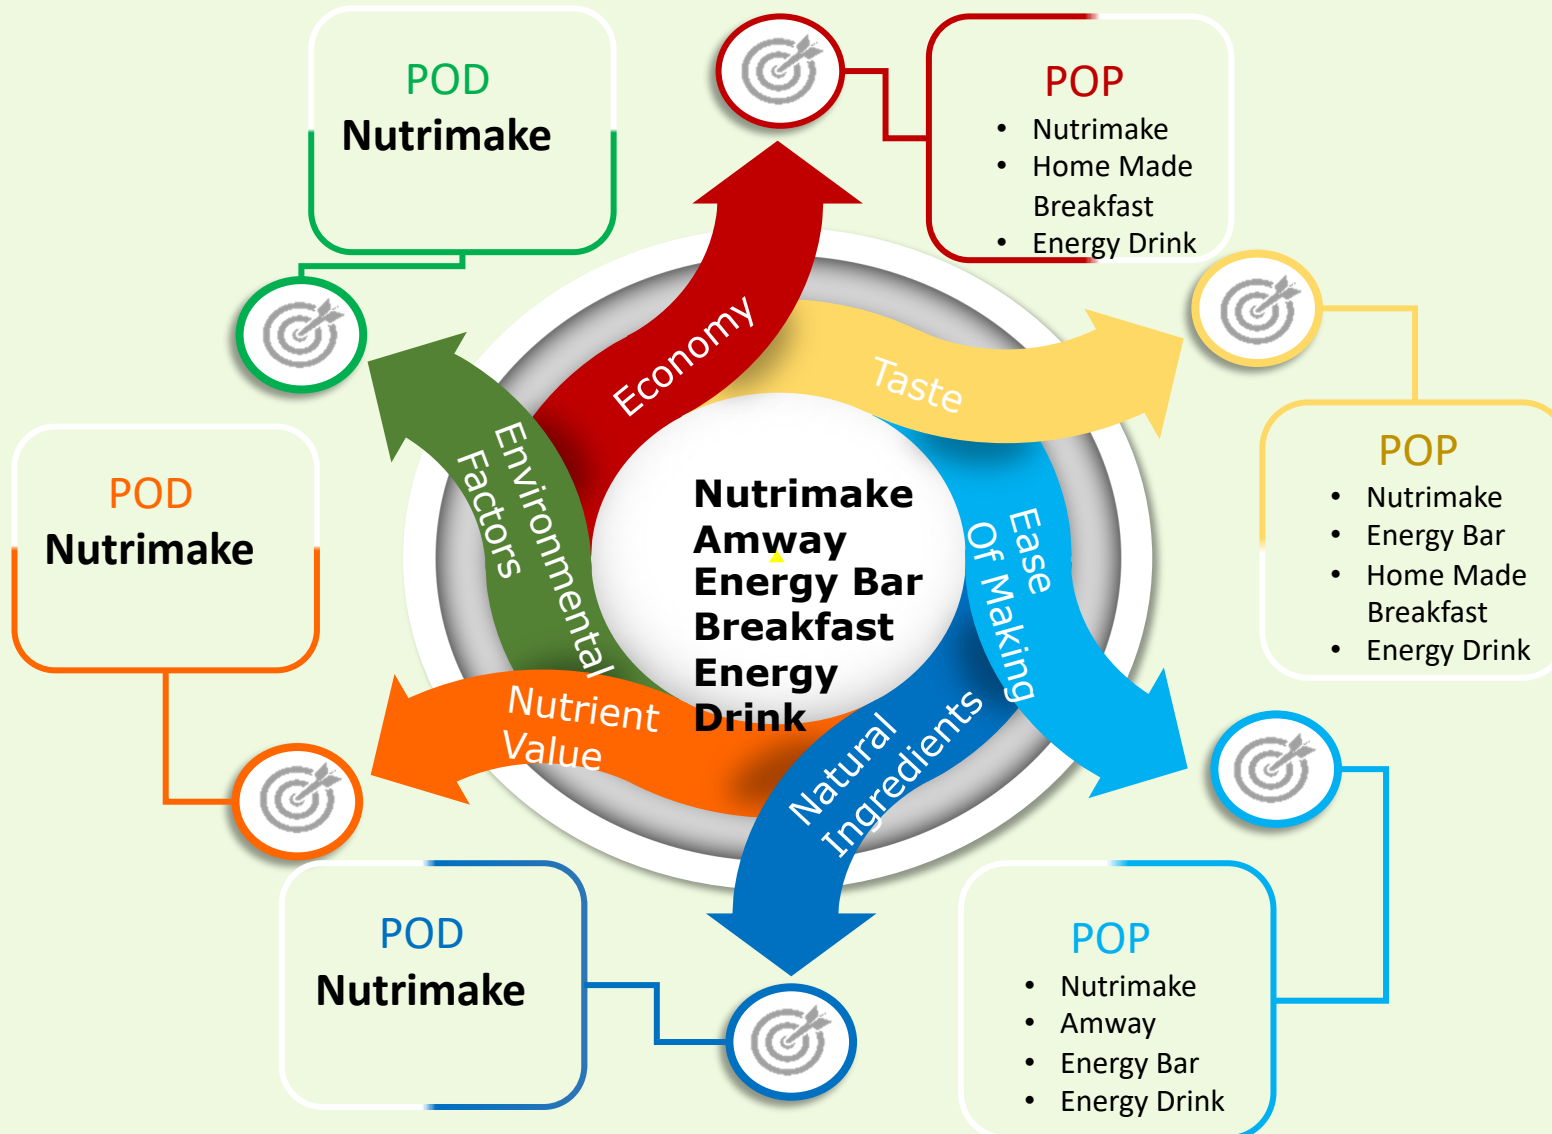 POD
Nutrimake
POP
• Nutrimake
• Home Made
Breakfast
• Energy Drink
Economy
Taste
POP
• Nutrimake
• Energy Bar
• Home Made
Breakfast
• Energy Drink
Environmental
Factors
POD
Nutrimake
Nutrimake
Amway
Energy Bar
Breakfast
Energy
Drink
Ease
Of Making
Nutrient
Value
Natural
Ingredients
POD
Nutrimake
POP
• Nutrimake
• Amway
• Energy Bar
• Energy Drink